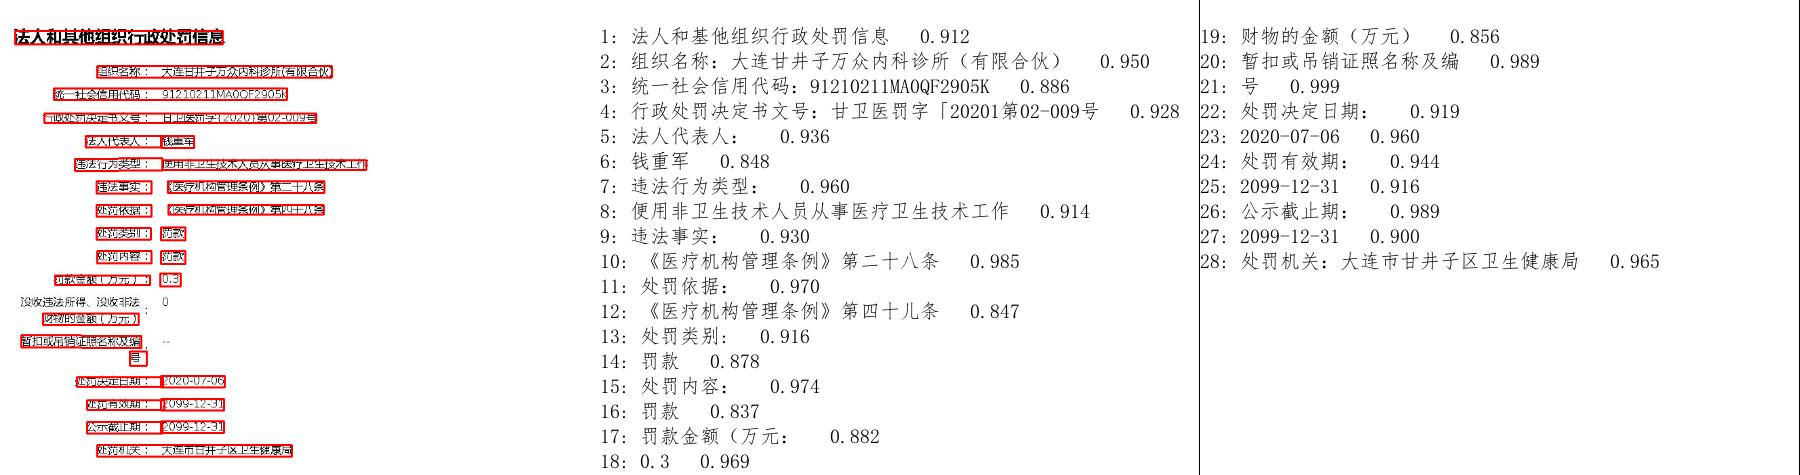 法人和其他组织行政处罚信息
组织名称： 大连甘井子万众内科诊所(有限合伙)
统一社会信用代码： 91210211MA0QF2905K
行政处罚决定书文号： 甘卫医罚字[2020]第02-009号
法人代表人： 钱重军
违法行为类型： 使用非卫生技术人员从事医疗卫生技术工作
违法事实： 《医疗机构管理条例》第二十八条
处罚依据： 《医疗机构管理条例》第四十八条
处罚类别： 罚款
处罚内容： 罚款
罚款金额（万元）： 0.3
没收违法所得、没收非法 ： 0
财物的金额（万元）
暂扣或吊销证照名称及编 ： --
号
处罚决定日期： 2020-07-06
处罚有效期： 2099-12-31
公示截止期： 2099-12-31
处罚机关： 大连市甘井子区卫生健康局
1: 法人和基他组织行政处罚信息 0.912
2: 组织名称: 大连甘井子万众内科诊所（有限合伙） 0.950
3: 统一社会信用代码: 91210211MA0QF2905K 0.886
4: 行政处罚决定书文号: 甘卫医罚字「20201第02-009号 0.928
5: 法人代表人: 0.936
6: 钱重军 0.848
7: 违法行为类型: 0.960
8: 便用非卫生技术人员从事医疗卫生技术工作 0.914
9: 违法事实: 0.930
10: 《医疗机构管理条例》第二十八条 0.985
11: 处罚依据: 0.970
12: 《医疗机构管理条例》第四十儿条 0.847
13: 处罚类别: 0.916
14: 罚款 0.878
15: 处罚内容: 0.974
16: 罚款 0.837
17: 罚款金额（万元: 0.882
18: 0.3 0.969
19: 财物的金额（万元） 0.856
20: 暂扣或吊销证照名称及编 0.989
21: 号 0.999
22: 处罚决定日期: 0.919
23: 2020-07-06 0.960
24: 处罚有效期: 0.944
25: 2099-12-31 0.916
26: 公示截止期: 0.989
27: 2099-12-31 0.900
28: 处罚机关: 大连市甘井子区卫生健康局 0.965